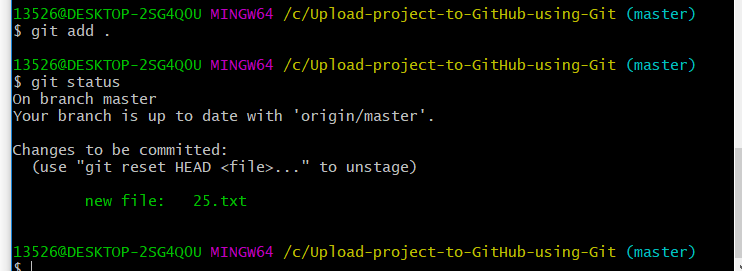 13526@DESKTOP-2SG4Q0U MINGW64 /c/Upload-project-to-GitHub-using-Git (master)
$ git add .
13526@DESKTOP-2SG4Q0U MINGW64 /c/Upload-project-to-GitHub-using-Git (master)
$ git status
On branch master
Your branch is up to date with 'origin/master'.
Changes to be committed:
  (use "git reset HEAD <file>..." to unstage)
        new file:   25.txt
13526@DESKTOP-2SG4Q0U MINGW64 /c/Upload-project-to-GitHub-using-Git (master)
$